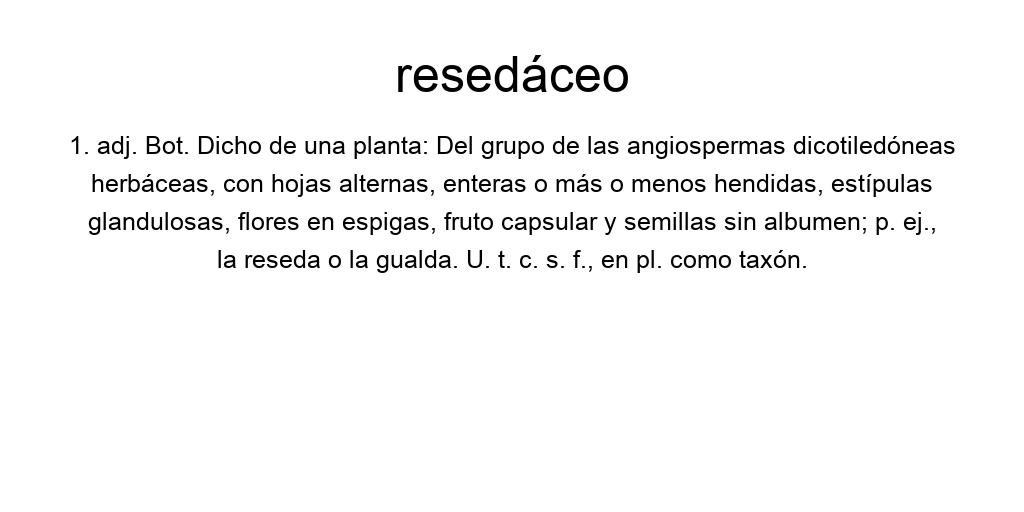 resedáceo
1. adj. Bot. Dicho de una planta: Del grupo de las angiospermas dicotiledóneas
herbáceas, con hojas alternas, enteras o más o menos hendidas, estípulas
glandulosas, flores en espigas, fruto capsular y semillas sin albumen; p. ej.,
la reseda o la gualda. U. t. c. s. f., en pl. como taxón.